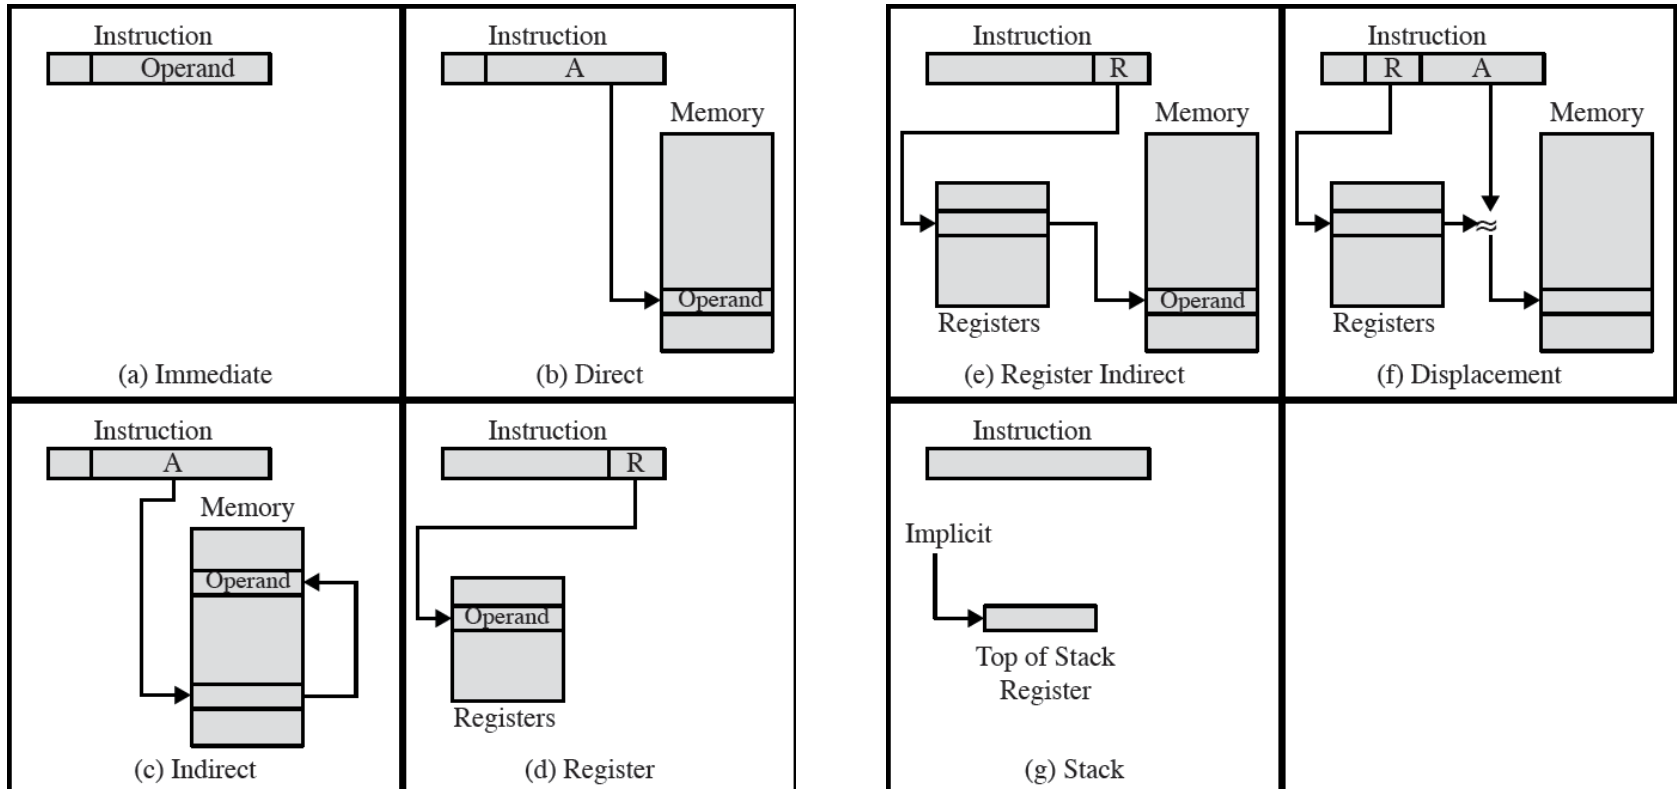 Instruction
Operand
(a) Immediate
Instruction
A
Memory
Operand
(b) Direct
Instruction
A
Memory
Operand
(c) Indirect
Instruction
R
Operand
Registers
(d) Register
Instruction
R
Memory
Operand
Registers
(e) Register Indirect
Instruction
R A
Memory
≈
Registers
(f) Displacement
Instruction
Implicit
Top of Stack
Register
(g) Stack